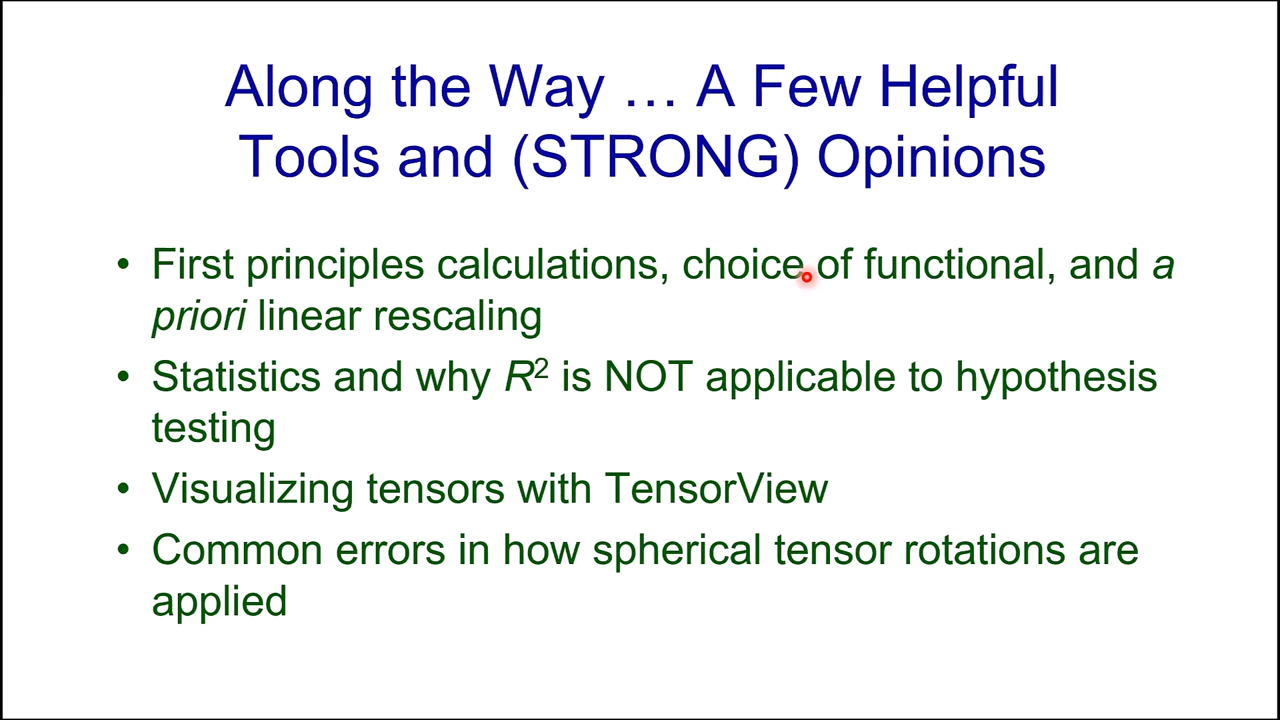 Along the Way … A Few Helpful
Tools and (STRONG) Opinions
• First principles calculations, choice of functional, and a
priori linear rescaling
• Statistics and why R² is NOT applicable to hypothesis
testing
• Visualizing tensors with TensorView
• Common errors in how spherical tensor rotations are
applied